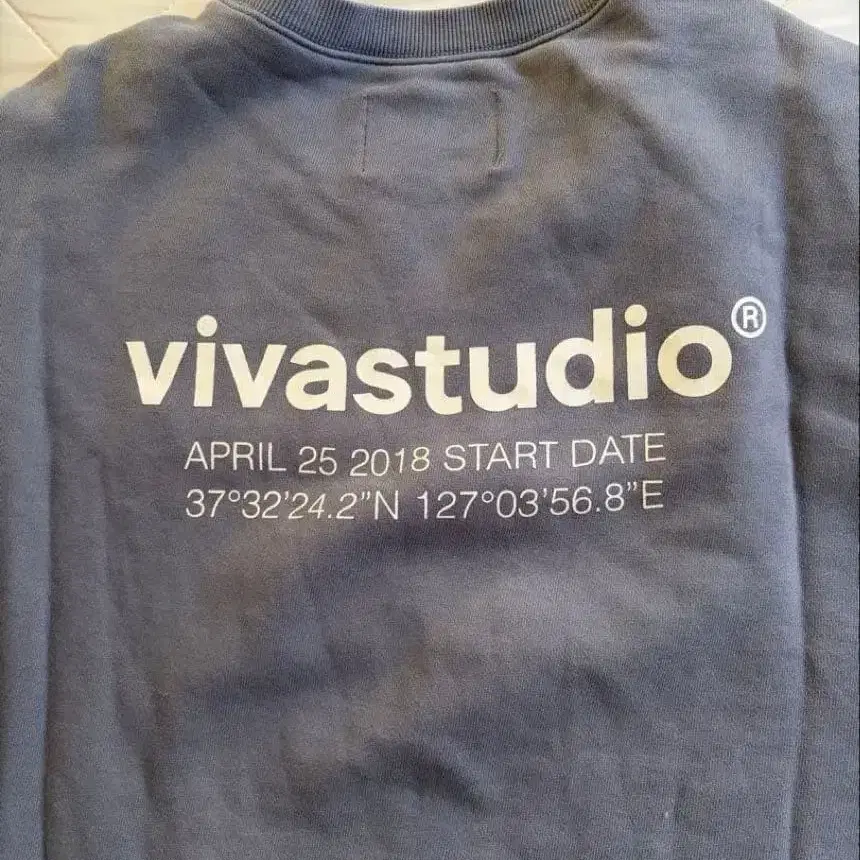 vivastudio®
APRIL 25 2018 START DATE
37°32'24.2”N 127°03'56.8”E